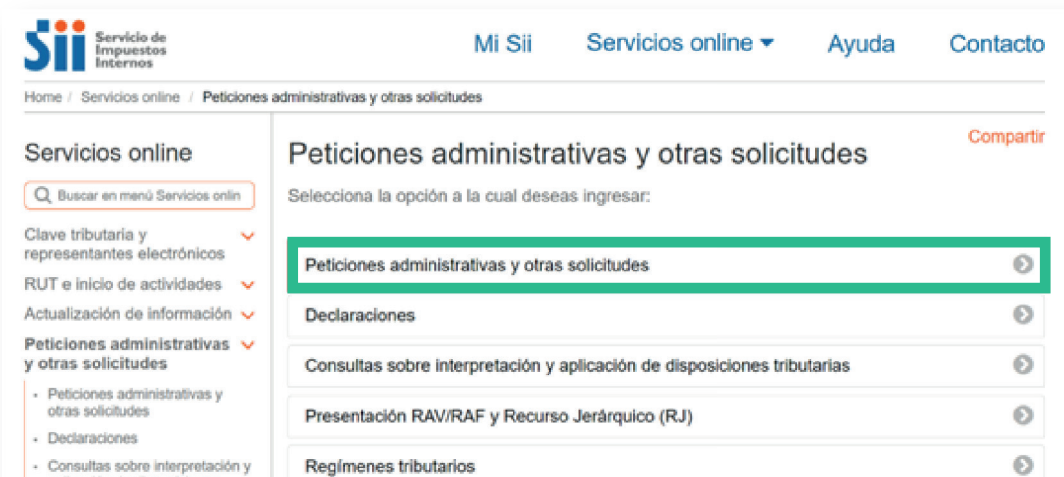 Sii Servicio de
Impuestos
Internos
Mi Sii Servicios online Ayuda Contacto
Home / Servicios online / Peticiones administrativas y otras solicitudes
Compartir
Servicios online
Buscar en menú Servicios onlin
Clave tributaria y
representantes electrónicos
RUT e inicio de actividades
Actualización de información
Peticiones administrativas
y otras solicitudes
Peticiones administrativas y
otras solicitudes
Declaraciones
Consultas sobre interpretación y
Peticiones administrativas y otras solicitudes
Selecciona la opción a la cual deseas ingresar:
Peticiones administrativas y otras solicitudes
Declaraciones
Consultas sobre interpretación y aplicación de disposiciones tributarias
Presentación RAV/RAF y Recurso Jerárquico (RJ)
Regímenes tributarios